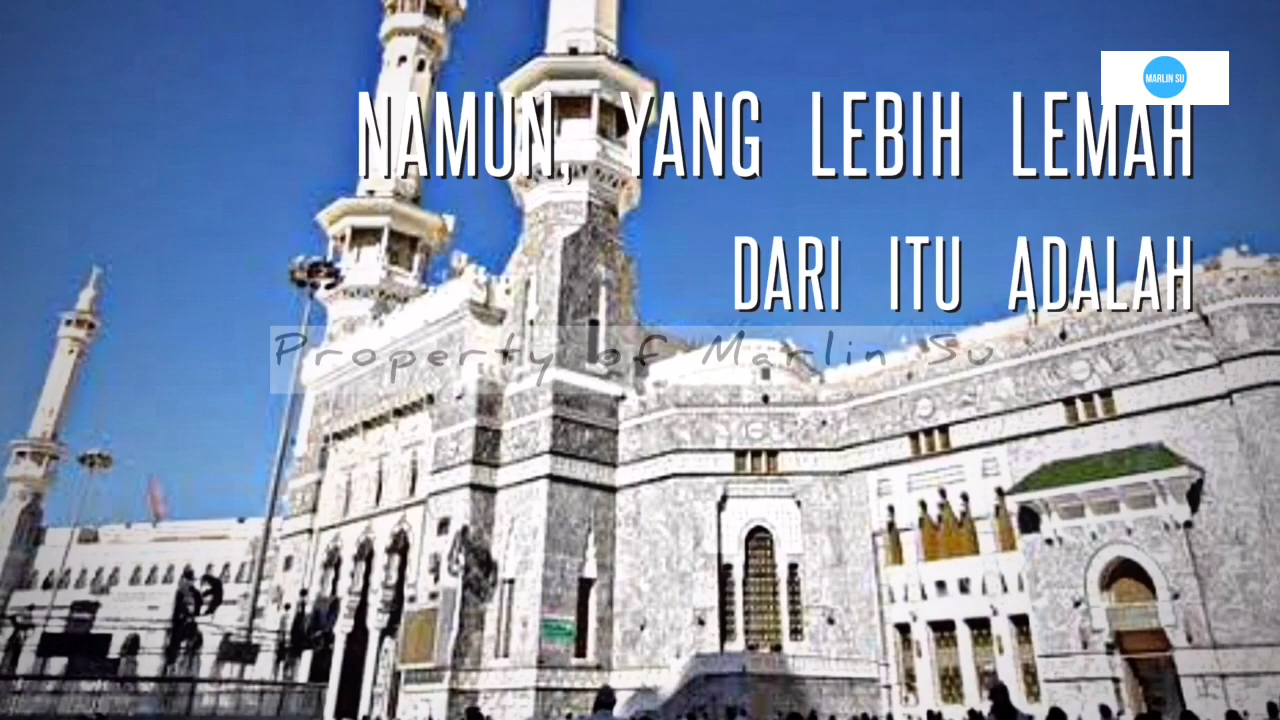 MARLIN SU
NAMUN, YANG LEBIH LEMAH
DARI ITU ADALAH
Property of Marlin Su